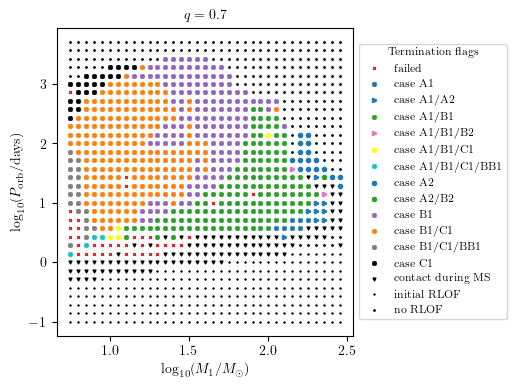 q = 0.7
Termination flags
failed
case A1
case A1/A2
case A1/B1
case A1/B1/B2
case A1/B1/C1
case A1/B1/C1/BB1
case A2
case A2/B2
case B1
case B1/C1
case B1/C1/BB1
case C1
contact during MS
initial RLOF
no RLOF
log₁₀(P_orb/days)
3
2
1
0
−1
1.0 1.5 2.0 2.5
log₁₀(M₁/M☉)